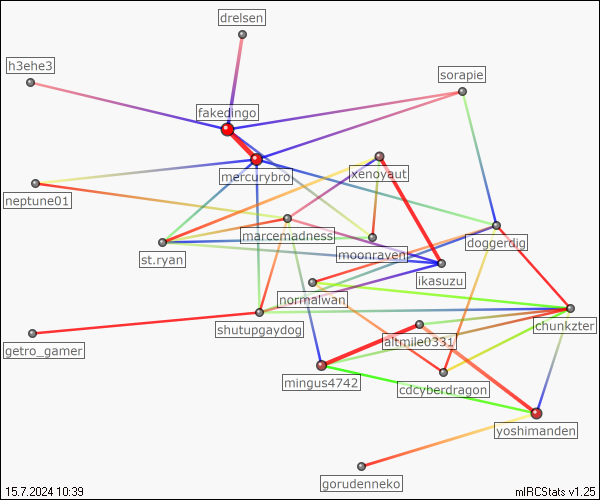 drelsen
h3ehe3
sorapie
fakedingo
xenoyaut
mercurybro
neptune01
marcemadness
doggerdig
moonraven
st.ryan
ikasuzu
normalwan
shutupgaydog
chunkzter
altmile0331
getro_gamer
mingus4742
cdcyberdragon
yoshimanden
gorudenneko
15.7.2024 10:39
mIRCStats v1.25